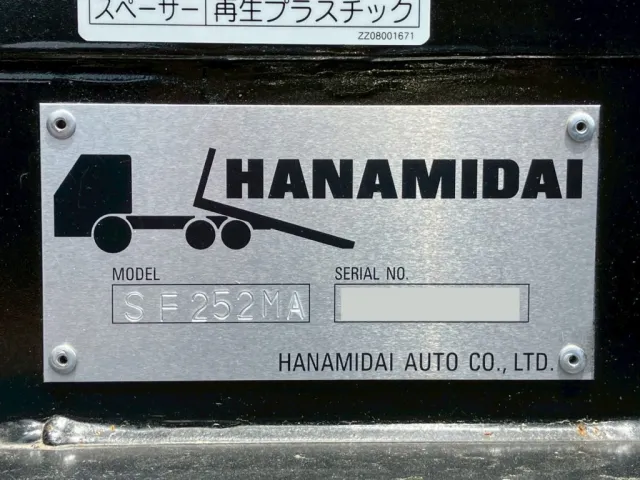 スペーサー 再生プラスチック
ZZ08001671
HANAMIDAI
MODEL SERIAL NO.
SF252MA
HANAMIDAI AUTO CO., LTD.